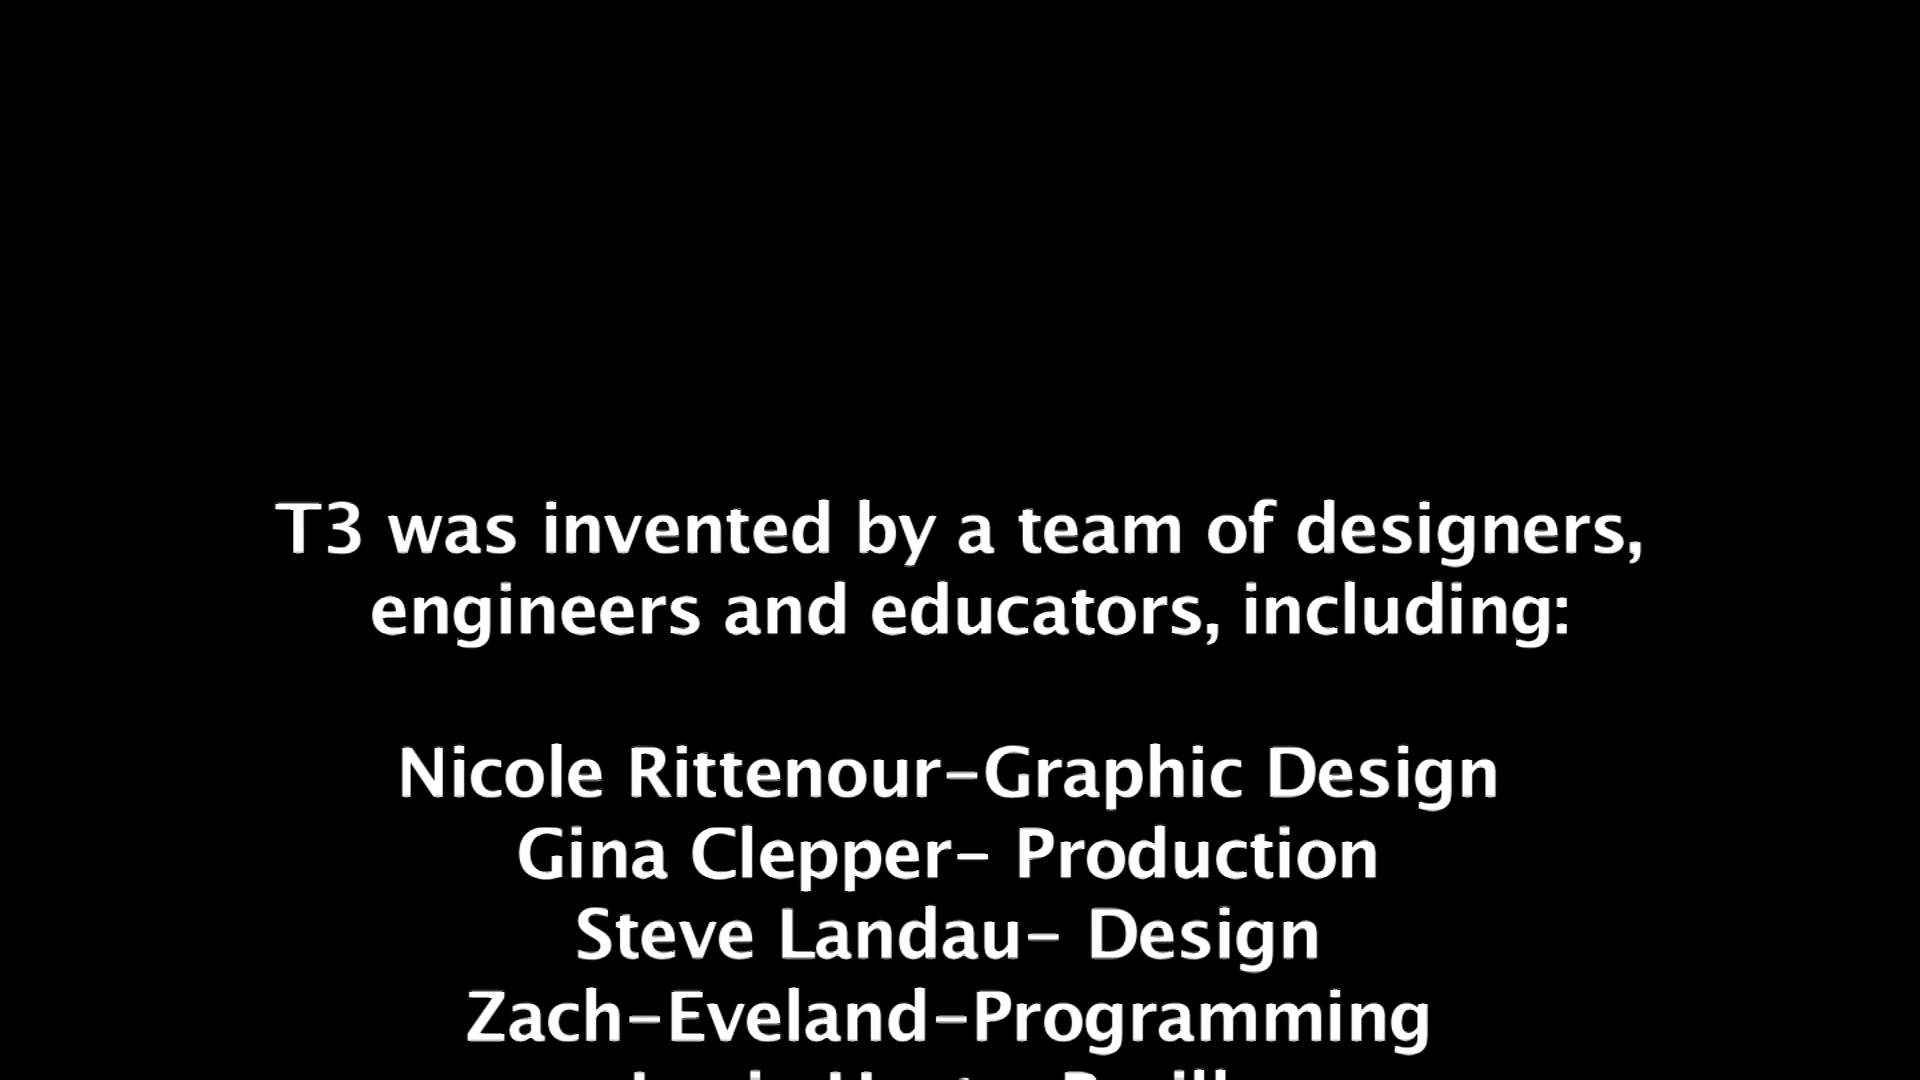 T3 was invented by a team of designers,
engineers and educators, including:
Nicole Rittenour-Graphic Design
Gina Clepper- Production
Steve Landau- Design
Zach-Eveland-Programming